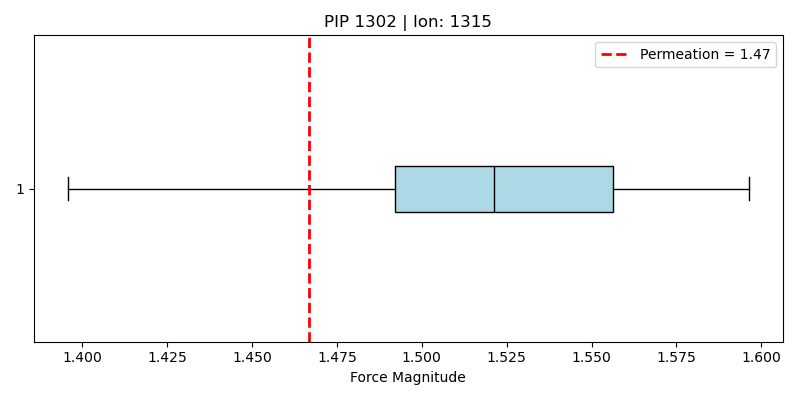 PIP 1302 | Ion: 1315
Permeation = 1.47
1
1.400 1.425 1.450 1.475 1.500 1.525 1.550 1.575 1.600
Force Magnitude